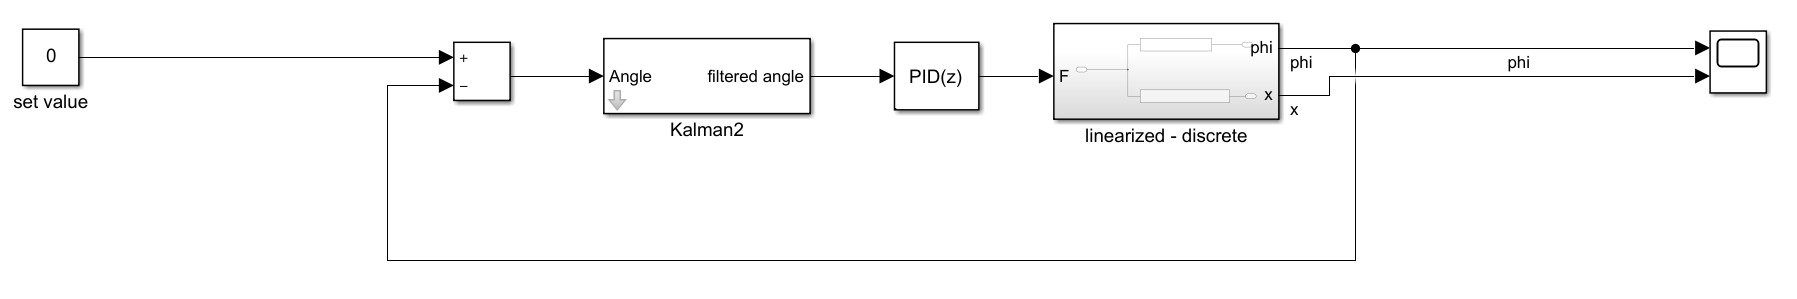 0
set value
+
−
Angle
filtered angle
Kalman2
PID(z)
F
phi
x
linearized - discrete
phi
x
phi